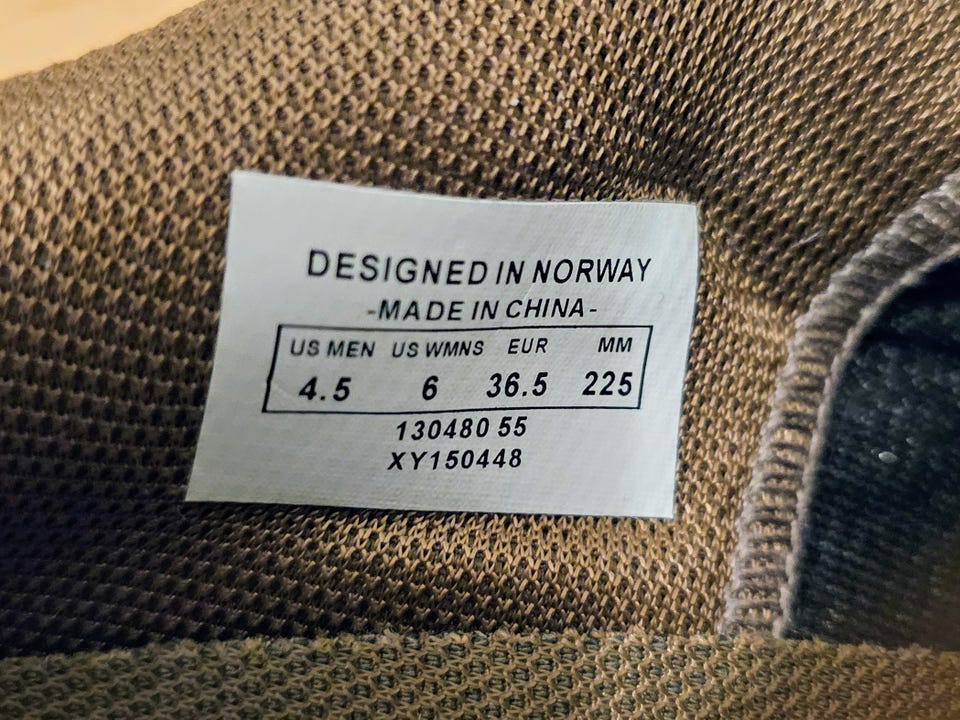 DESIGNED IN NORWAY
-MADE IN CHINA-
US MEN US WMNS EUR MM
4.5 6 36.5 225
130480 55
XY150448